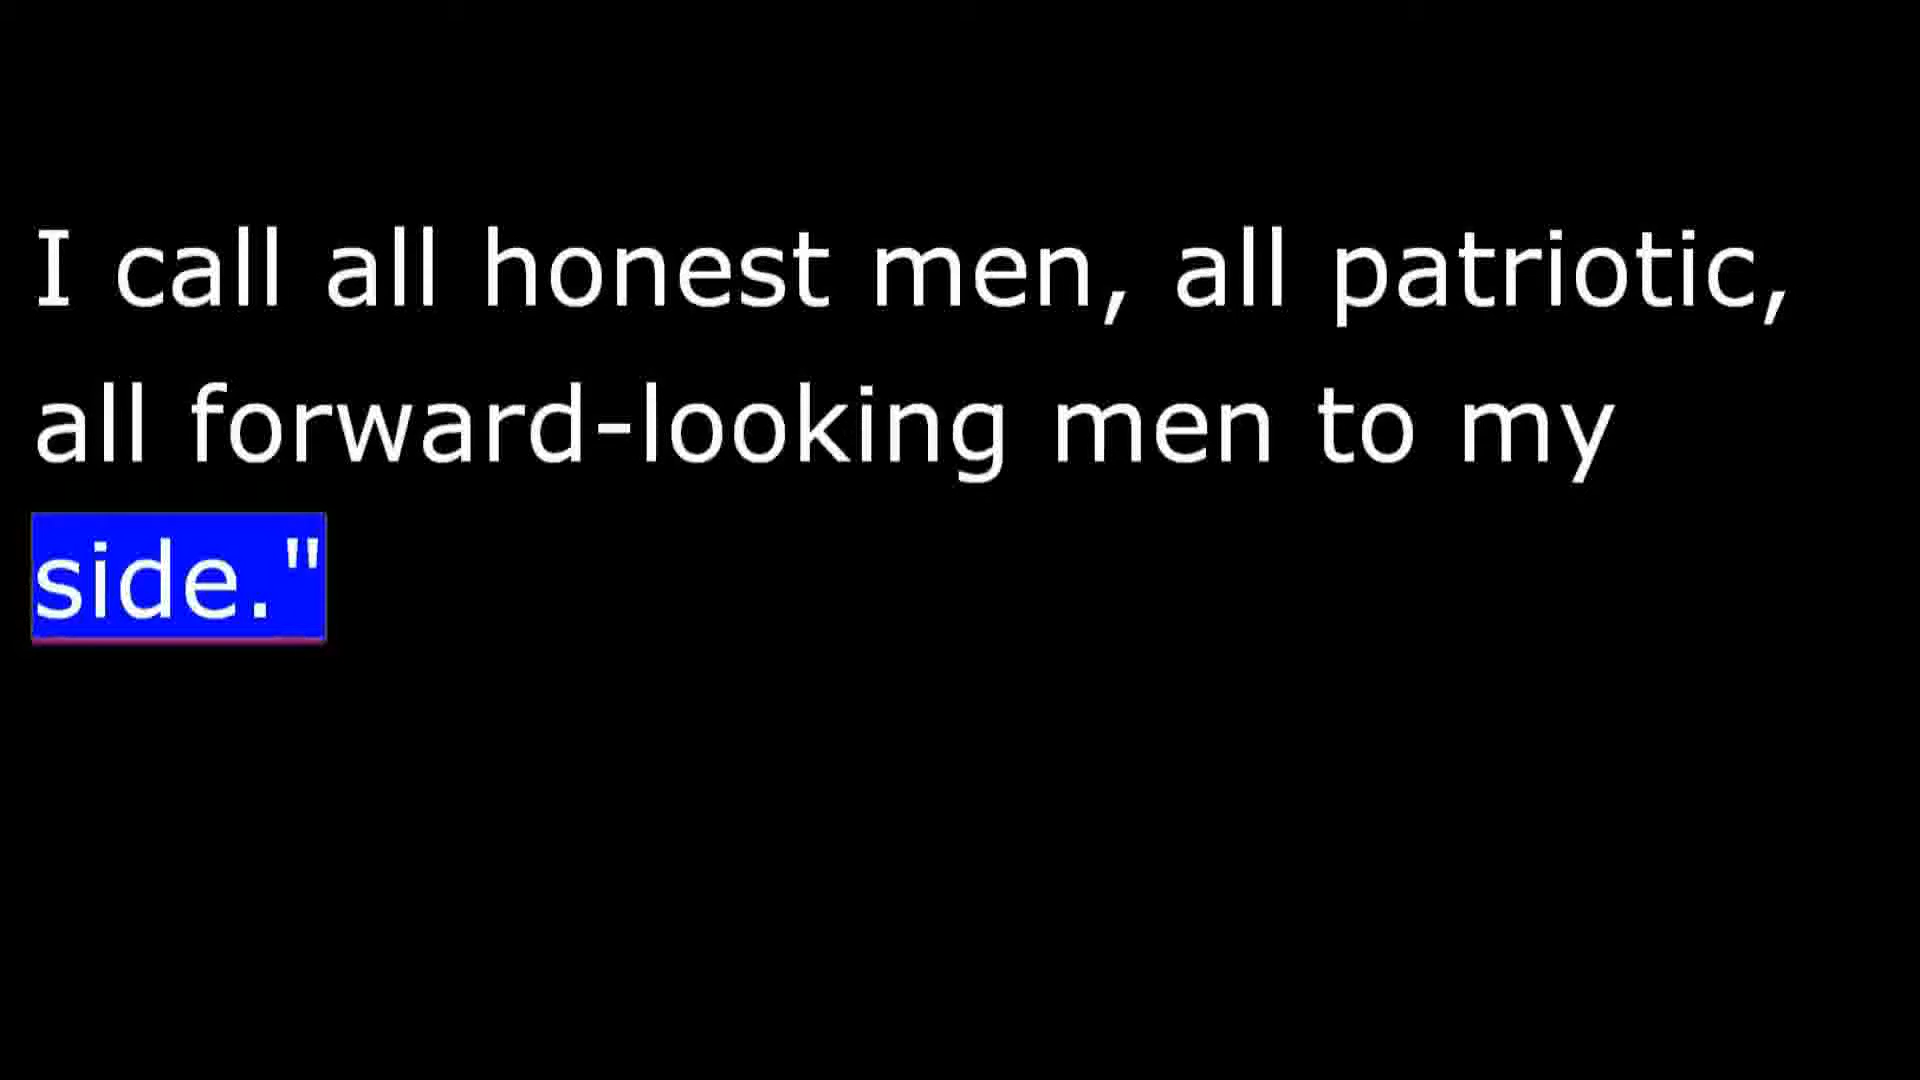 I call all honest men, all patriotic,
all forward-looking men to my
side."